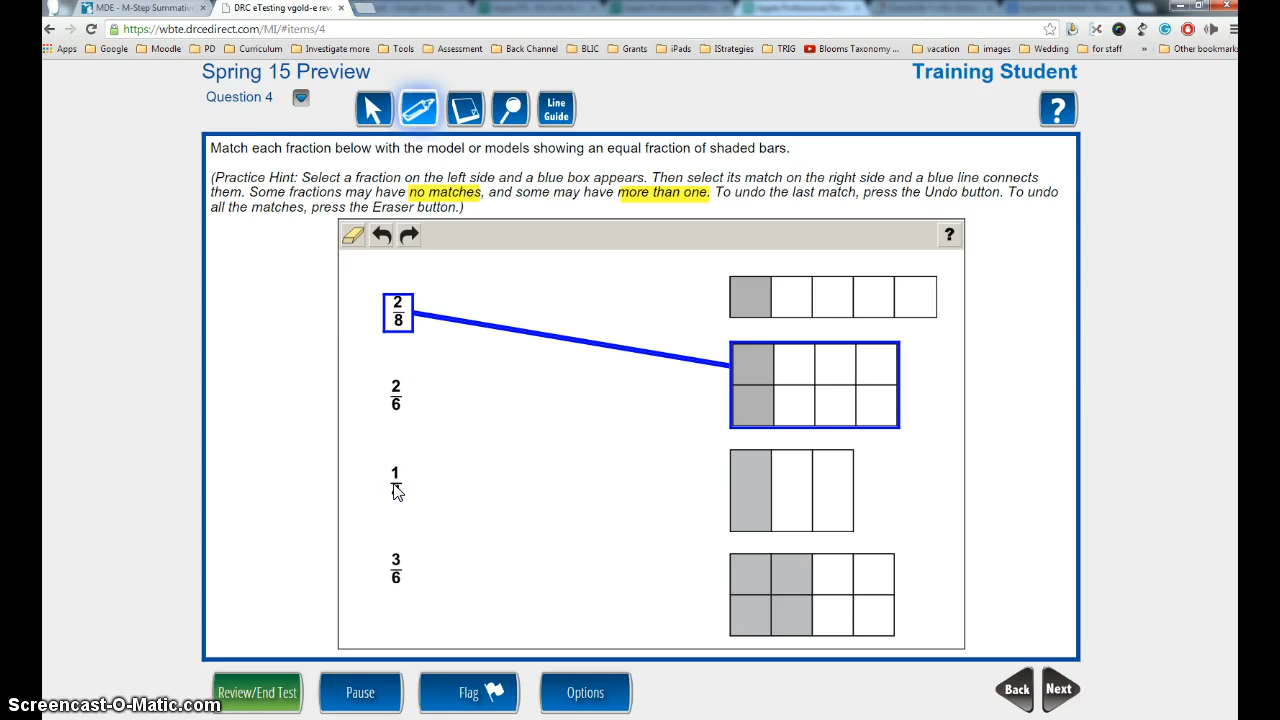 MDE - M-Step Summative
DRC eTesting vgold-e rev
https://wbte.drcedirect.com/MI/#items/4
Apps Google Moodle PD Curriculum Investigate more Tools Assessment Back Channel BLIC Grants iPads IStrategies TRIG Blooms Taxonomy ... vacation images Wedding for staff » Other bookmarks
Spring 15 Preview
Training Student
Question 4
Line
Guide
?
Match each fraction below with the model or models showing an equal fraction of shaded bars.
(Practice Hint: Select a fraction on the left side and a blue box appears. Then select its match on the right side and a blue line connects
them. Some fractions may have no matches, and some may have more than one. To undo the last match, press the Undo button. To undo
all the matches, press the Eraser button.)
?
2
8
2
6
1
3
6
Review/End Test
Pause
Flag
Options
Back
Next
Screencast-O-Matic.com